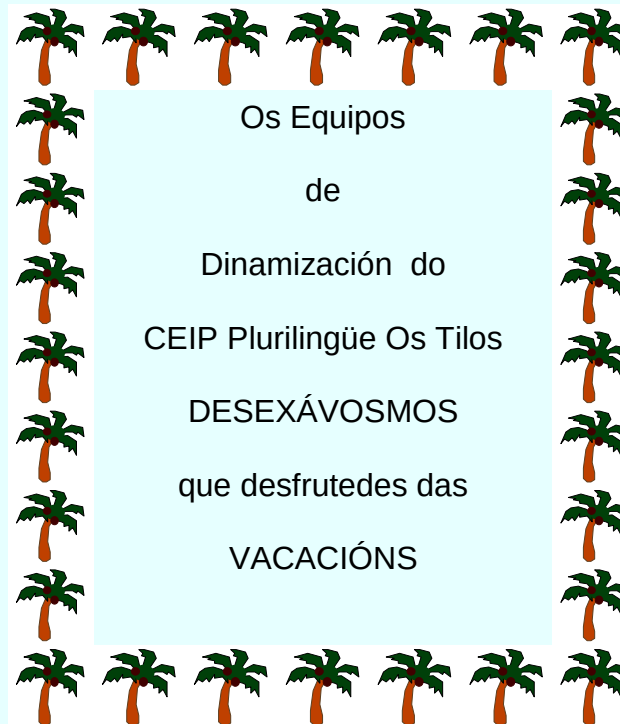 Os Equipos
de
Dinamización do
CEIP Plurilingüe Os Tilos
DESEXÁVOSMOS
que desfrutedes das
VACACIÓNS